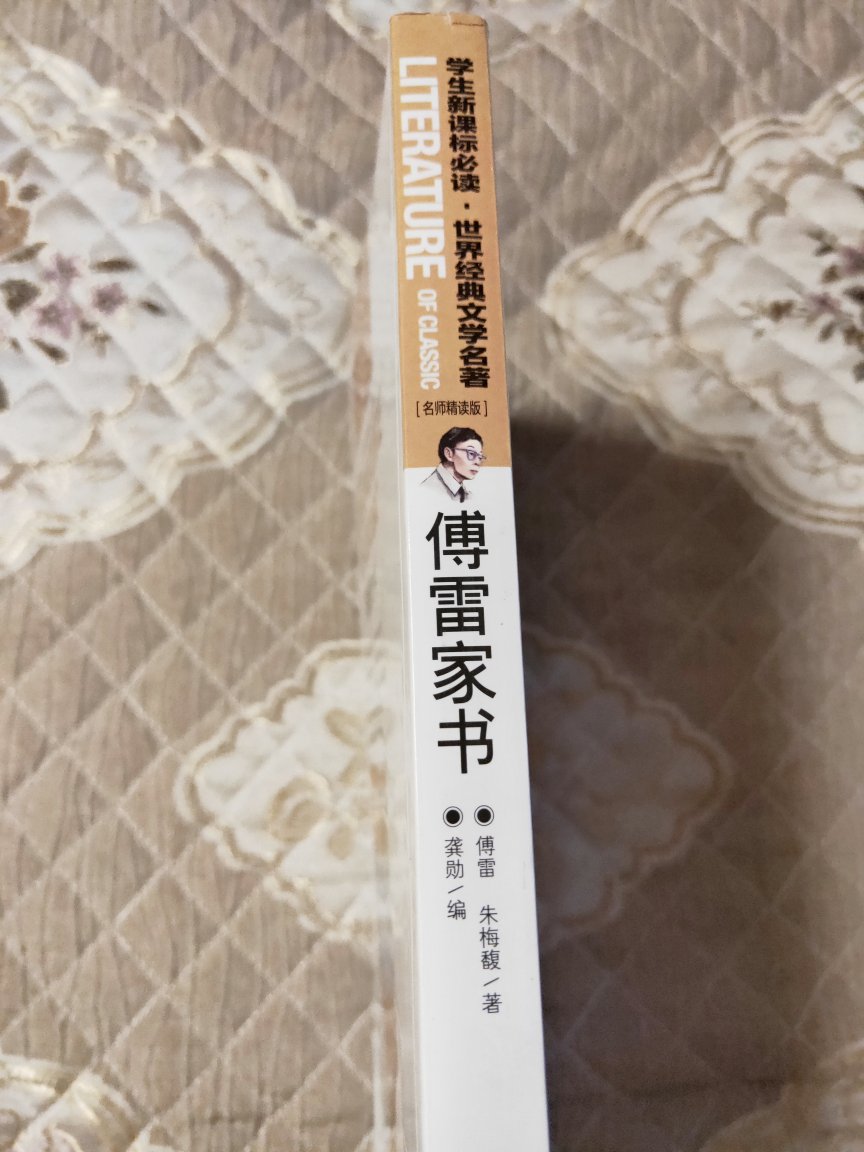 学生新课标必读·世界经典文学名著
LITERATURE OF CLASSIC
[名师精读版]
傅雷家书
◉傅雷 朱梅馥/著
◉龚勋/编